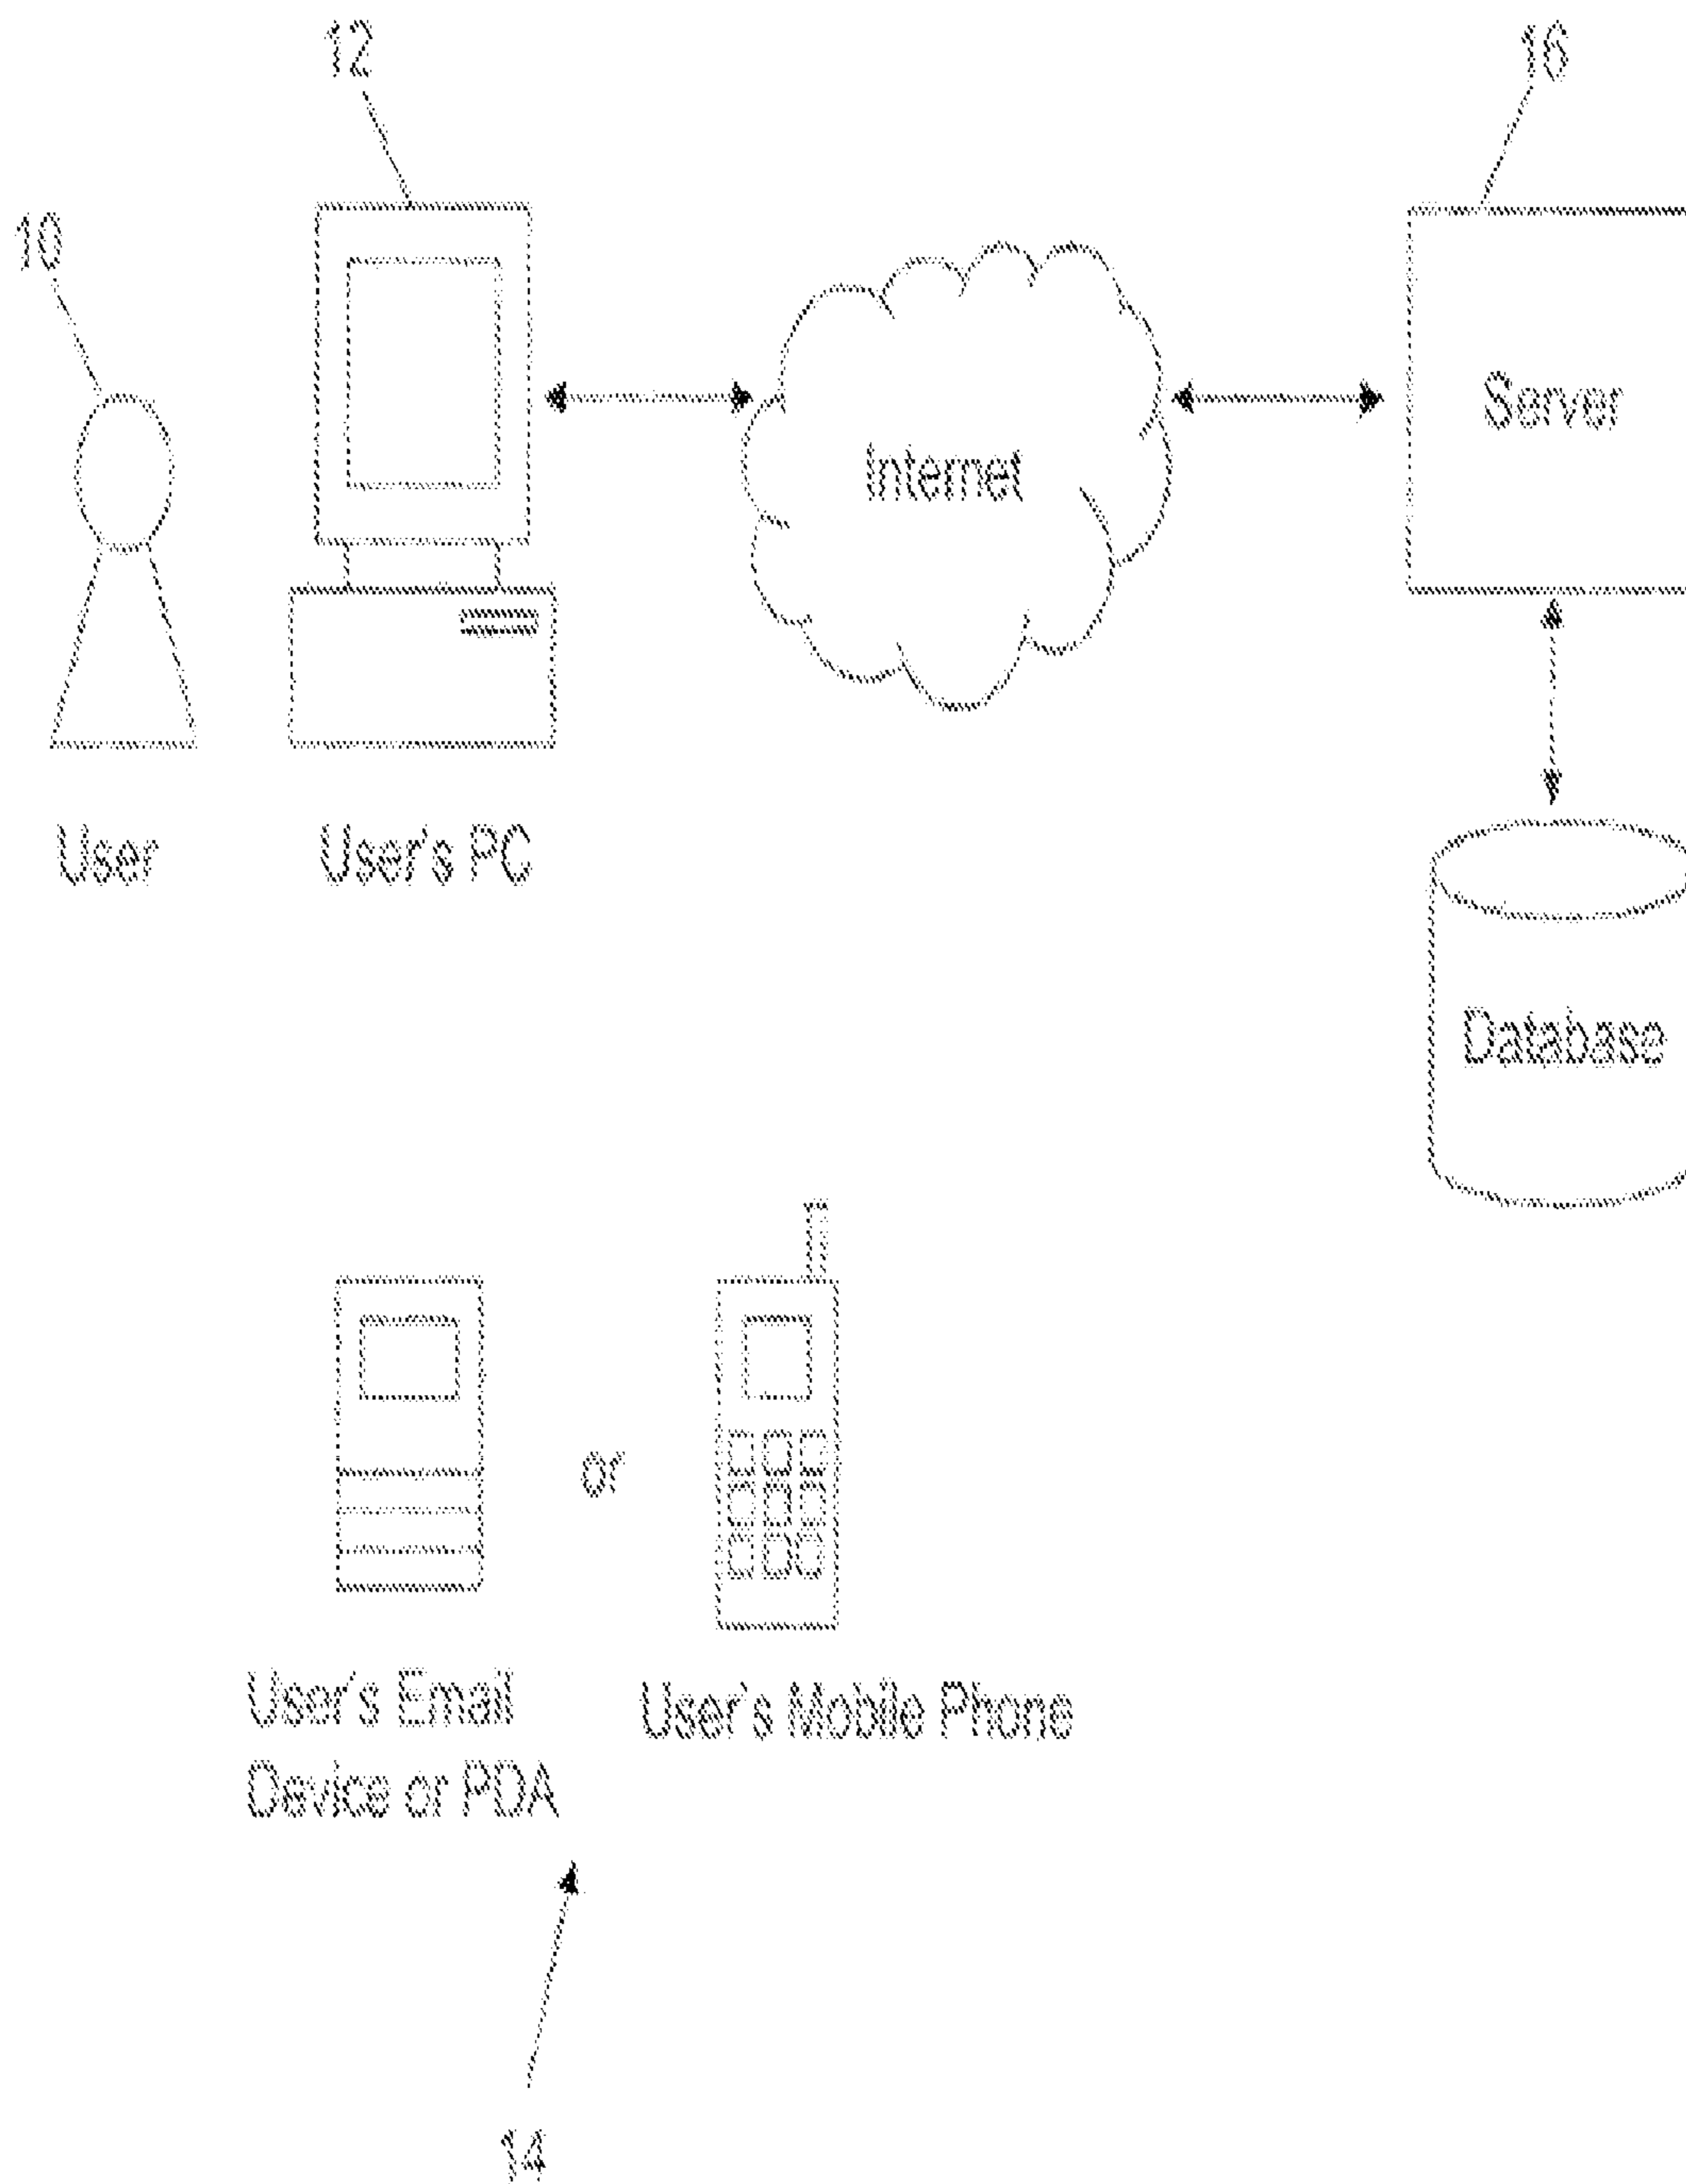 12
16
10
Server
Internet
User
User's PC
Database
or
User's Email
Device or PDA
User's Mobile Phone
14